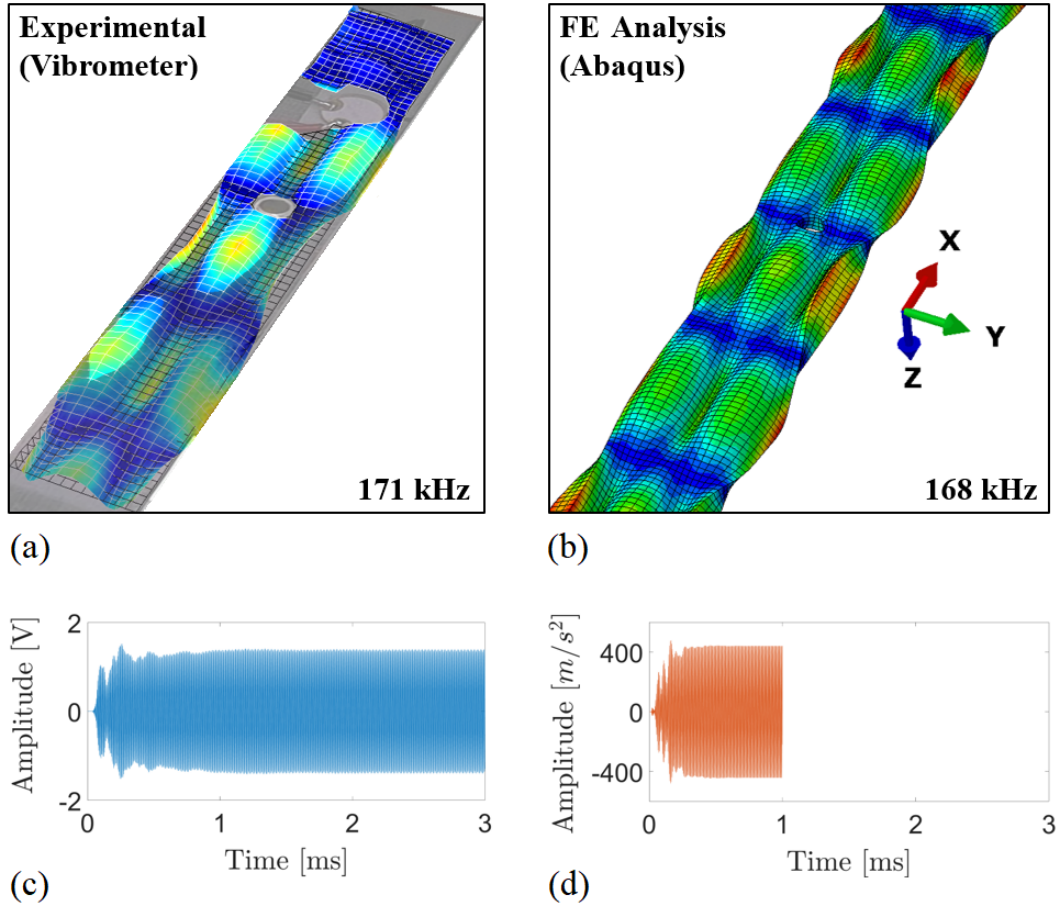 Experimental
(Vibrometer)
171 kHz
FE Analysis
(Abaqus)
X
Y
Z
168 kHz
(a)
(b)
Amplitude [V]
2
0
-2
0
1
2
3
Time [ms]
Amplitude [m/s²]
400
0
-400
0
1
2
3
Time [ms]
(c)
(d)